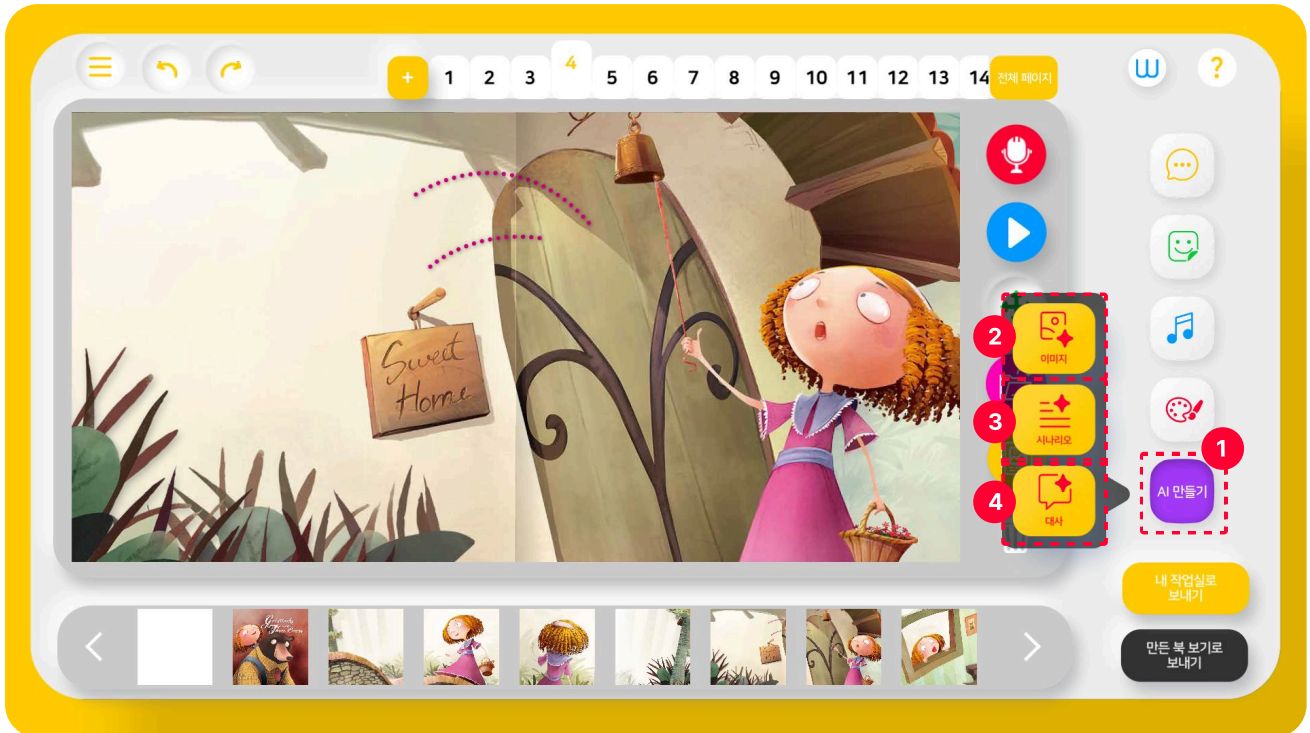 + 1 2 3 4 5 6 7 8 9 10 11 12 13 14 전체 페이지
W ?
Sweet
Home
2 이미지
3 시나리오
4 대사
1
AI 만들기
내 작업실로
보내기
만든 북 보기로
보내기